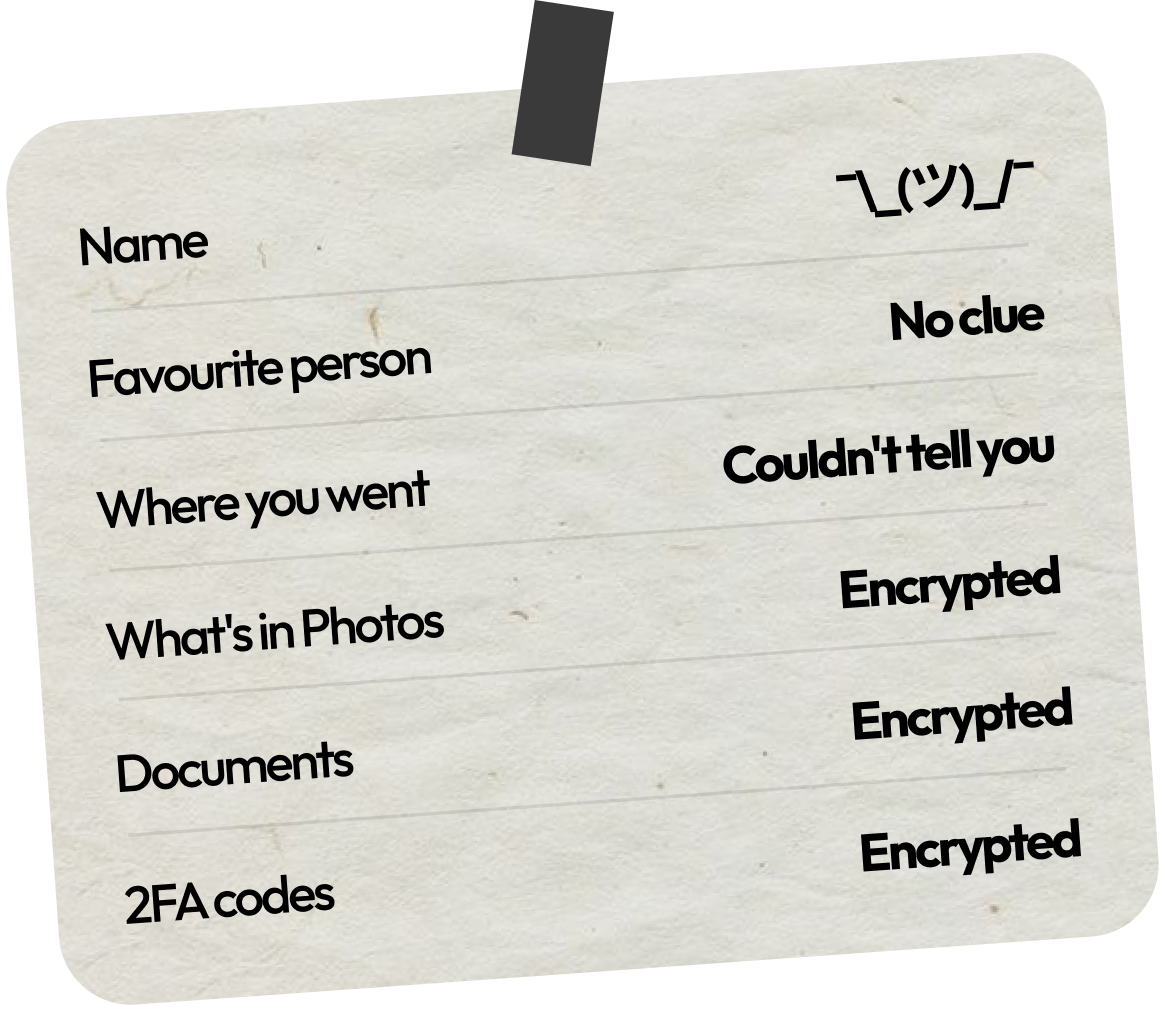 Name ¯\_(ツ)_/¯
Favourite person No clue
Where you went Couldn't tell you
What's in Photos Encrypted
Documents Encrypted
2FA codes Encrypted